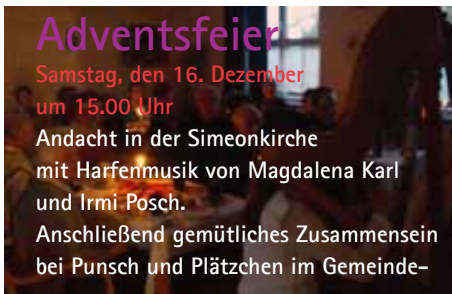 Adventsfeier
Samstag, den 16. Dezember
um 15.00 Uhr
Andacht in der Simeonkirche
mit Harfenmusik von Magdalena Karl
und Irmi Posch.
Anschließend gemütliches Zusammensein
bei Punsch und Plätzchen im Gemeinde-